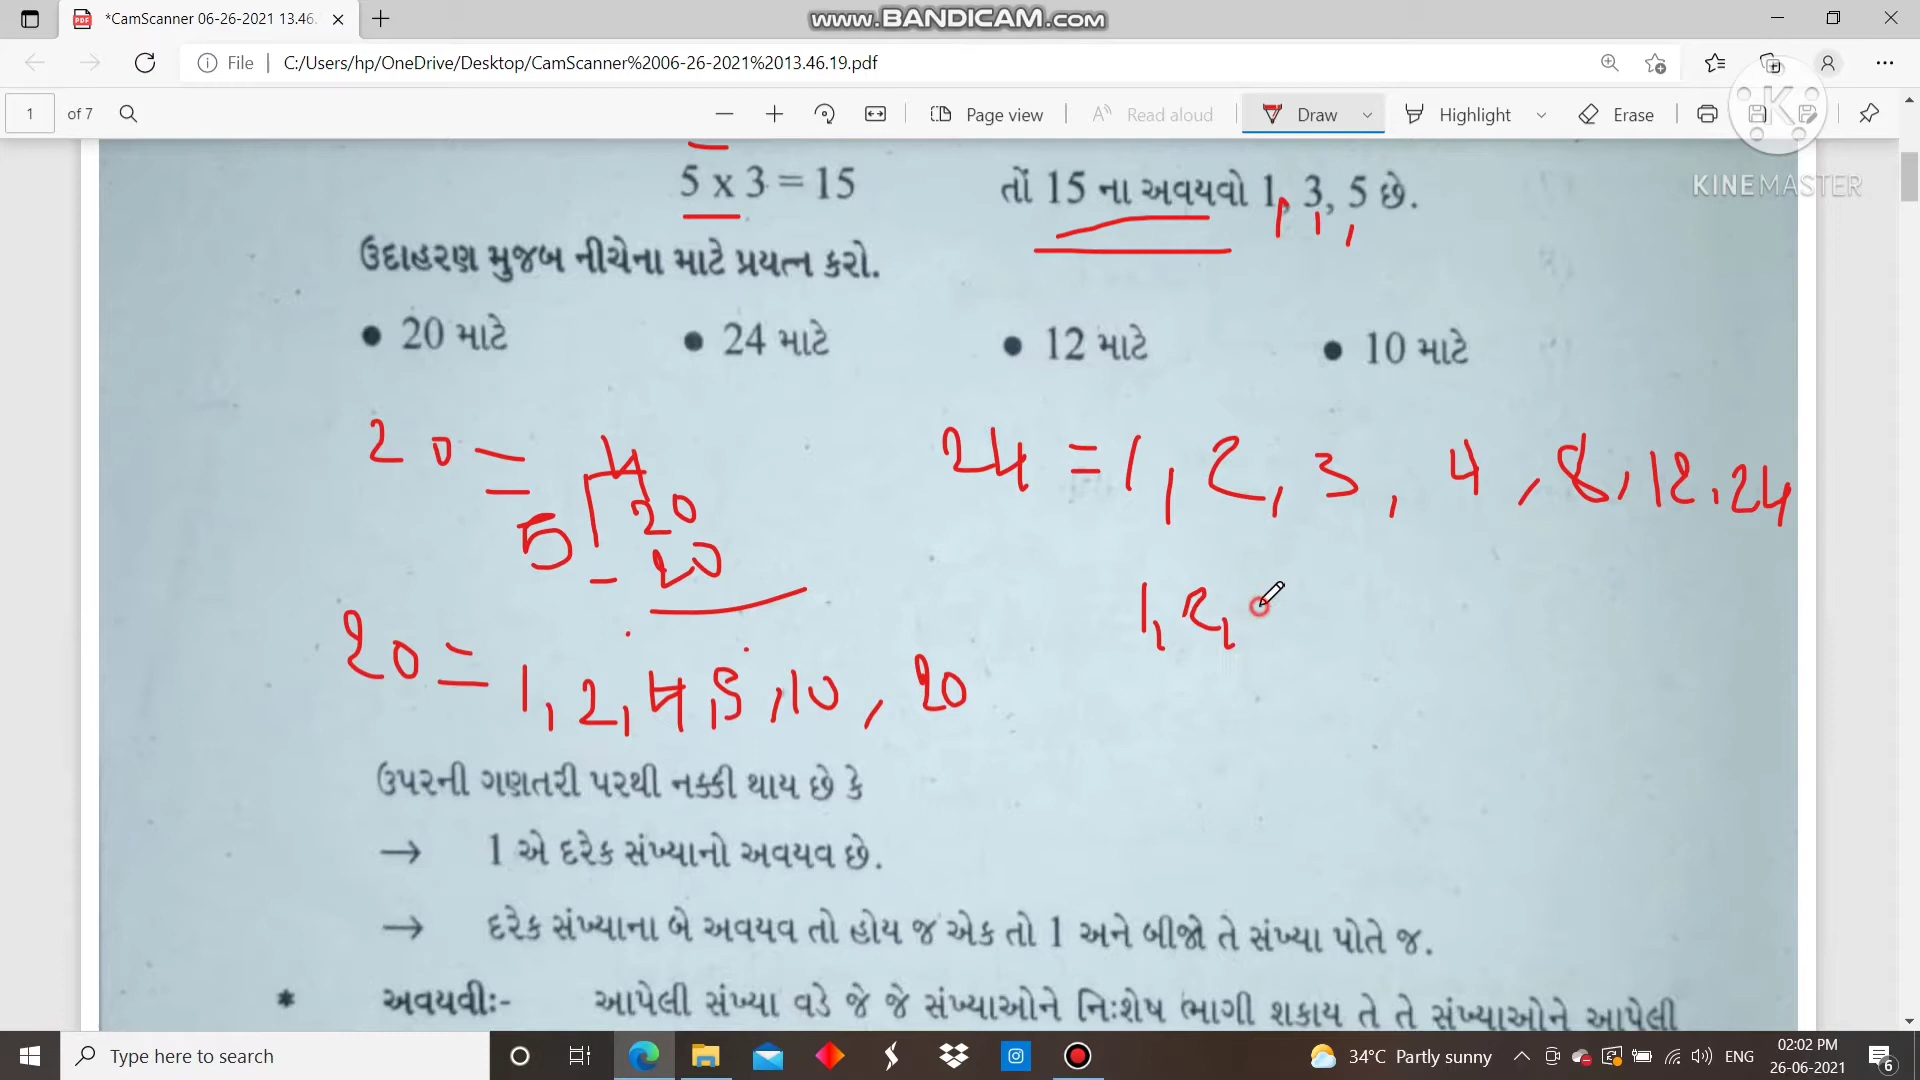 *CamScanner 06-26-2021 13.46.
www.BANDICAM.com
File
C:/Users/hp/OneDrive/Desktop/CamScanner%2006-26-2021%2013.46.19.pdf
1 of 7
Page view
Read aloud
Draw
Highlight
Erase
KINEMASTER
5 x 3 = 15
તો 15 ના અવયવો 1, 3, 5 છે.
ઉદાહરણ મુજબ નીચેના માટે પ્રયત્ન કરો.
● 20 માટે ● 24 માટે ● 12 માટે ● 10 માટે
20 =
4
5
20
- 20
24 = 1, 2, 3, 4, 8, 12, 24
1, 2,
20 = 1, 2, 4, 5, 10, 20
ઉપરની ગણતરી પરથી નક્કી થાય છે કે
→ 1 એ દરેક સંખ્યાનો અવયવ છે.
→ દરેક સંખ્યાના બે અવયવ તો હોય જ એક તો 1 અને બીજો તે સંખ્યા પોતે જ.
* અવયવીઃ- આપેલી સંખ્યા વડે જે જે સંખ્યાઓને નિઃશેષ ભાગી શકાય તે તે સંખ્યાઓને આપેલી
Type here to search
34°C Partly sunny
ENG
02:02 PM
26-06-2021
6